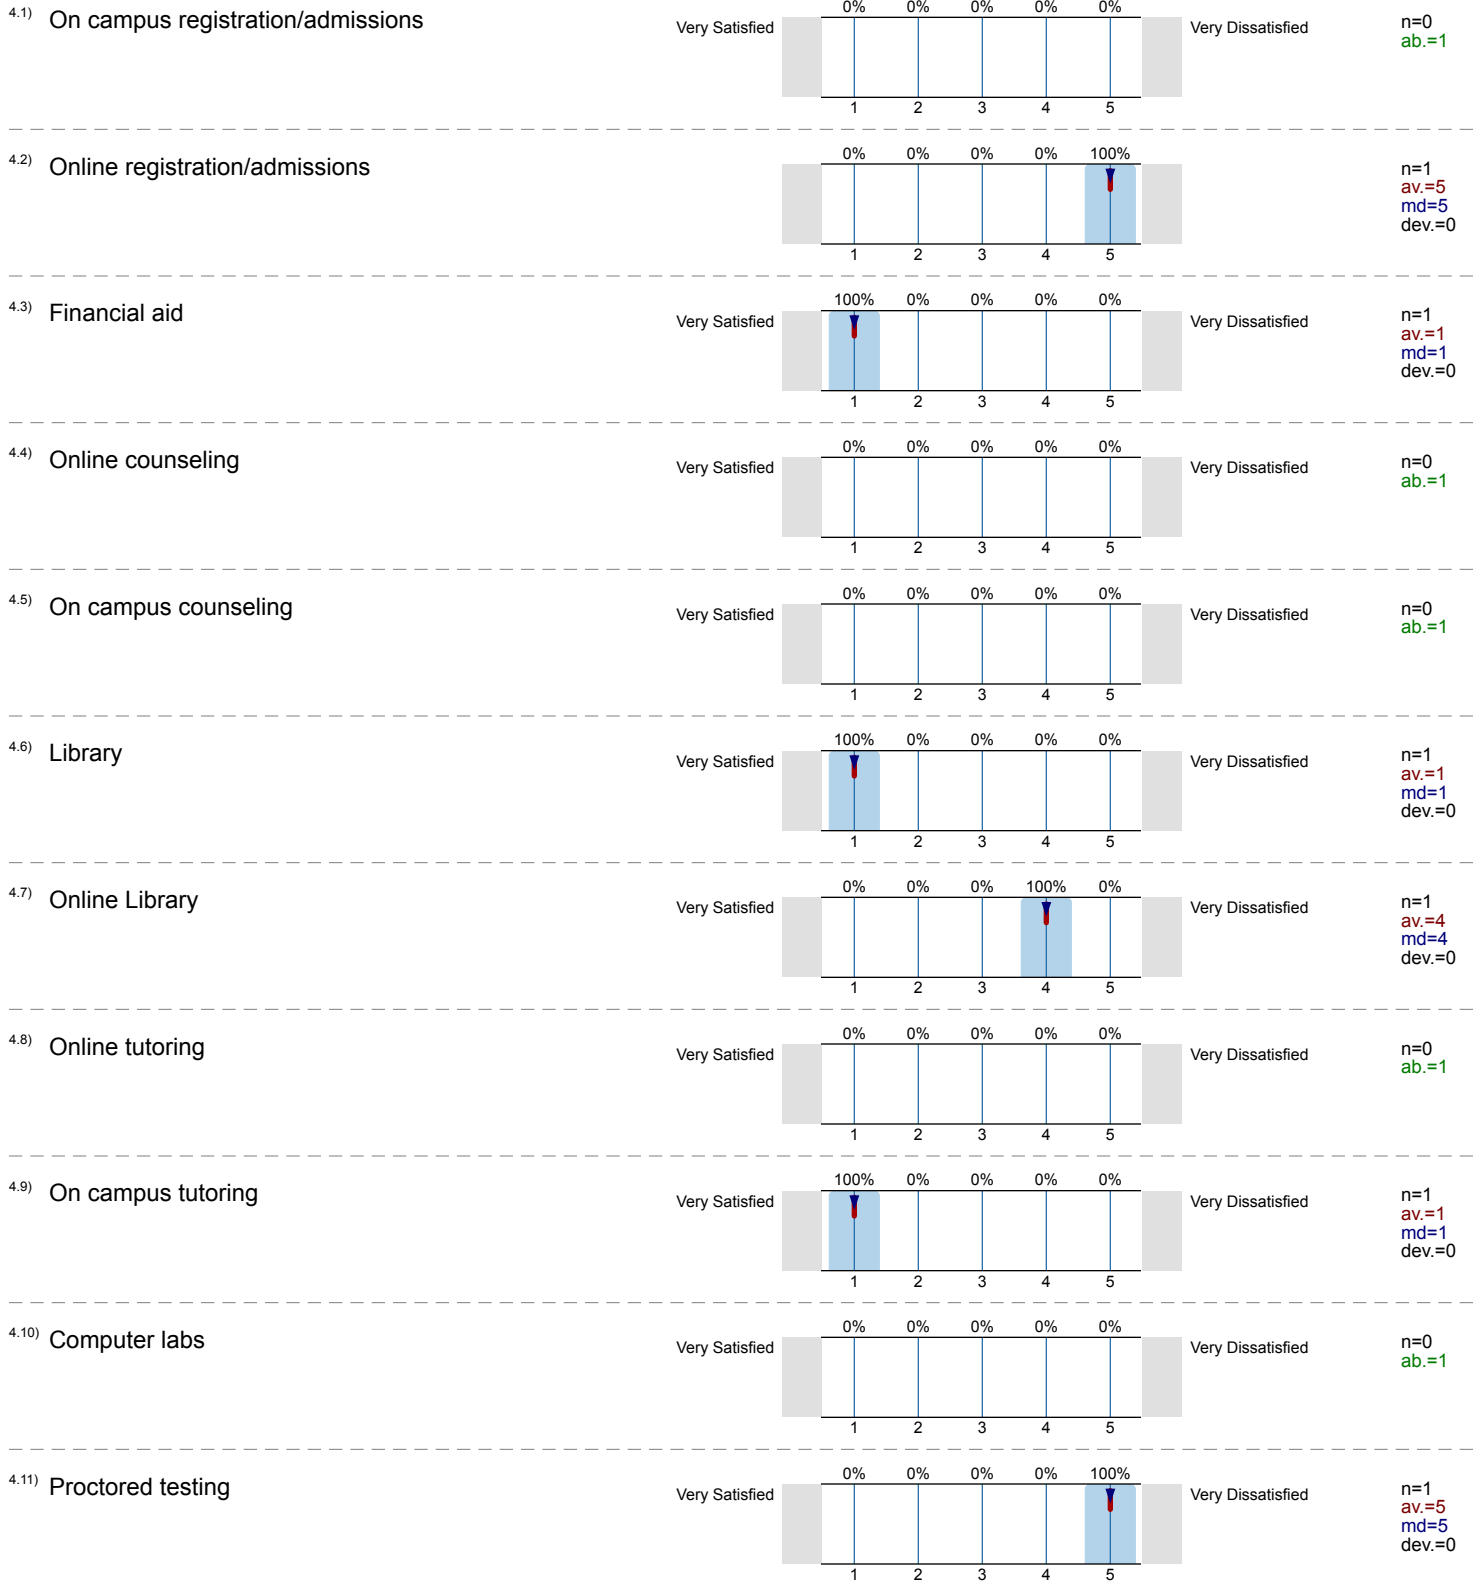 4.1) On campus registration/admissions
0% 0% 0% 0% 0%
Very Satisfied Very Dissatisfied n=0
ab.=1
1 2 3 4 5
4.2) Online registration/admissions
0% 0% 0% 0% 100%
n=1
av.=5
md=5
dev.=0
1 2 3 4 5
4.3) Financial aid
100% 0% 0% 0% 0%
Very Satisfied Very Dissatisfied n=1
av.=1
md=1
dev.=0
1 2 3 4 5
4.4) Online counseling
0% 0% 0% 0% 0%
Very Satisfied Very Dissatisfied n=0
ab.=1
1 2 3 4 5
4.5) On campus counseling
0% 0% 0% 0% 0%
Very Satisfied Very Dissatisfied n=0
ab.=1
1 2 3 4 5
4.6) Library
100% 0% 0% 0% 0%
Very Satisfied Very Dissatisfied n=1
av.=1
md=1
dev.=0
1 2 3 4 5
4.7) Online Library
0% 0% 0% 100% 0%
Very Satisfied Very Dissatisfied n=1
av.=4
md=4
dev.=0
1 2 3 4 5
4.8) Online tutoring
0% 0% 0% 0% 0%
Very Satisfied Very Dissatisfied n=0
ab.=1
1 2 3 4 5
4.9) On campus tutoring
100% 0% 0% 0% 0%
Very Satisfied Very Dissatisfied n=1
av.=1
md=1
dev.=0
1 2 3 4 5
4.10) Computer labs
0% 0% 0% 0% 0%
Very Satisfied Very Dissatisfied n=0
ab.=1
1 2 3 4 5
4.11) Proctored testing
0% 0% 0% 0% 100%
Very Satisfied Very Dissatisfied n=1
av.=5
md=5
dev.=0
1 2 3 4 5